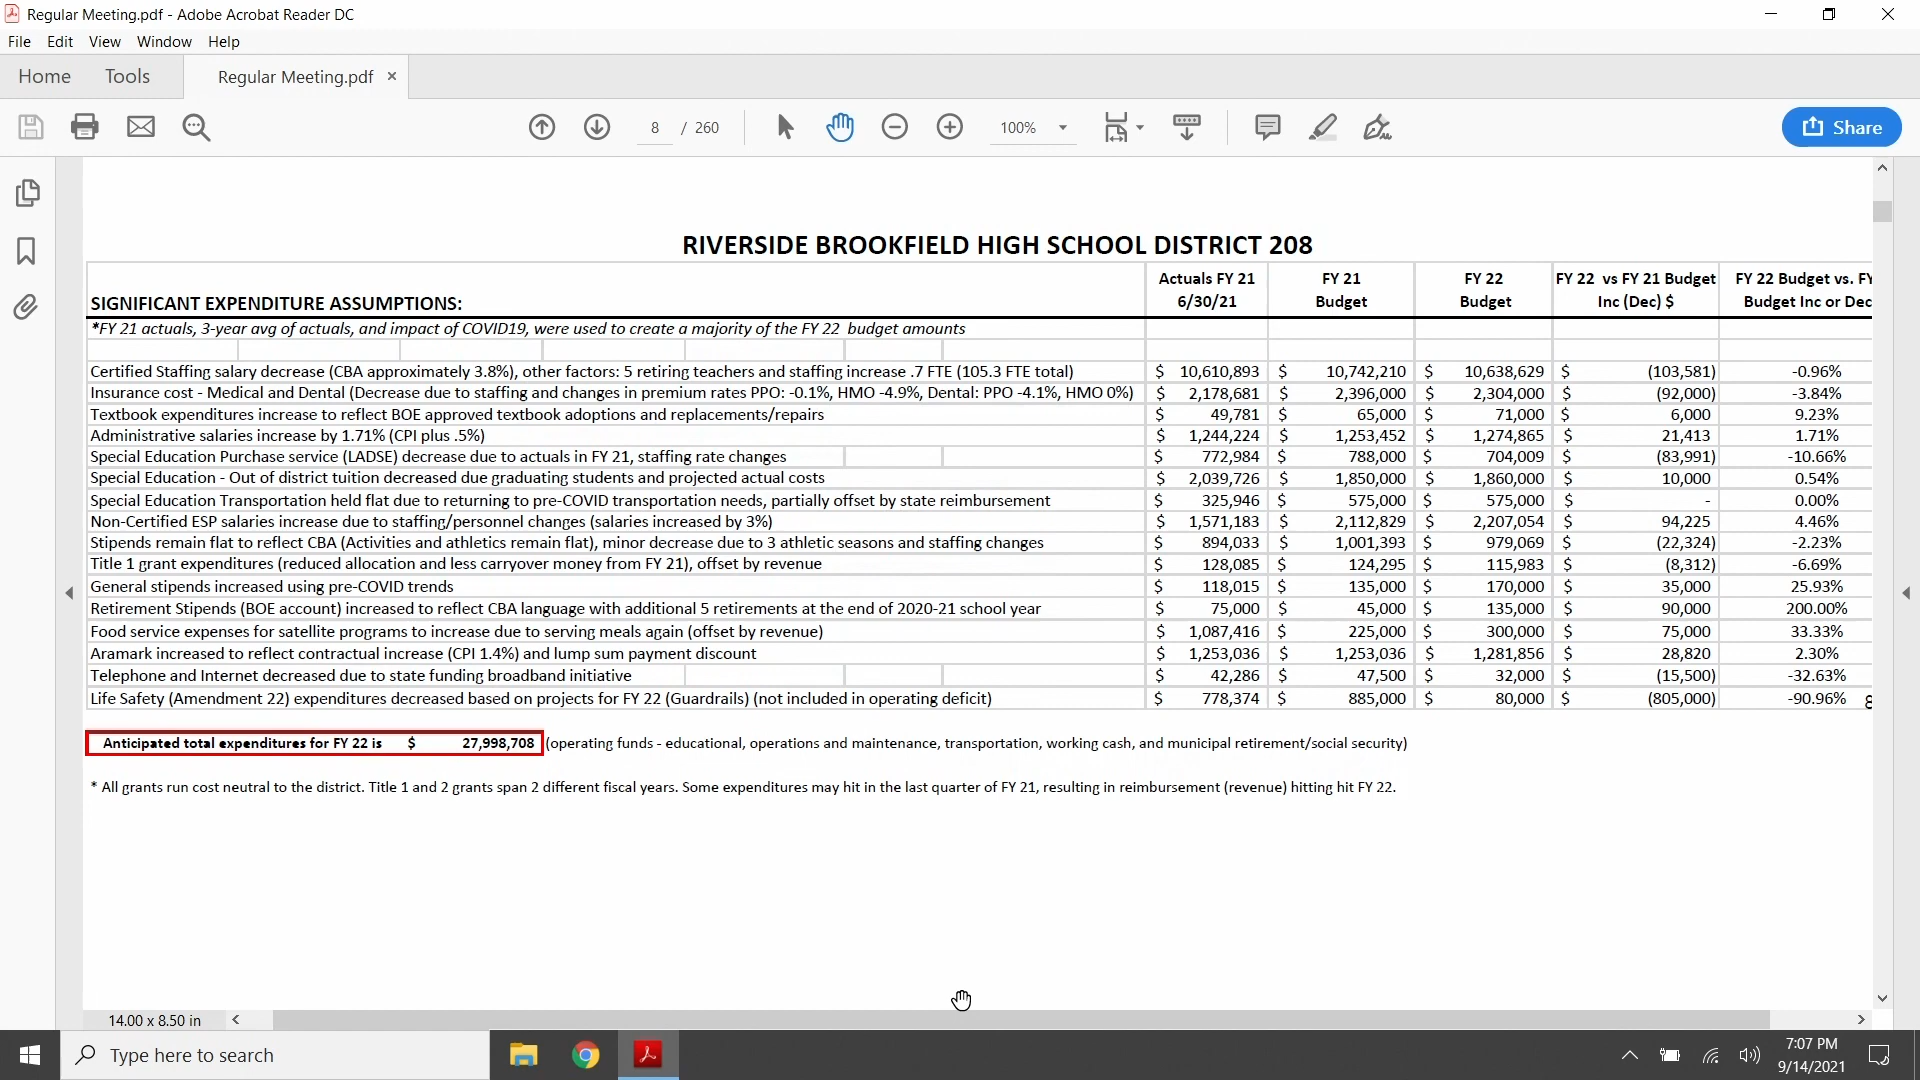 Regular Meeting.pdf - Adobe Acrobat Reader DC
File Edit View Window Help
Home Tools Regular Meeting.pdf ×
8 / 260 100% Share
RIVERSIDE BROOKFIELD HIGH SCHOOL DISTRICT 208
SIGNIFICANT EXPENDITURE ASSUMPTIONS: Actuals FY 21 6/30/21 FY 21 Budget FY 22 Budget FY 22 vs FY 21 Budget Inc (Dec) $ FY 22 Budget vs. FY Budget Inc or Dec
*FY 21 actuals, 3-year avg of actuals, and impact of COVID19, were used to create a majority of the FY 22 budget amounts
Certified Staffing salary decrease (CBA approximately 3.8%), other factors: 5 retiring teachers and staffing increase .7 FTE (105.3 FTE total) $ 10,610,893 $ 10,742,210 $ 10,638,629 $ (103,581) -0.96%
Insurance cost - Medical and Dental (Decrease due to staffing and changes in premium rates PPO: -0.1%, HMO -4.9%, Dental: PPO -4.1%, HMO 0%) $ 2,178,681 $ 2,396,000 $ 2,304,000 $ (92,000) -3.84%
Textbook expenditures increase to reflect BOE approved textbook adoptions and replacements/repairs $ 49,781 $ 65,000 $ 71,000 $ 6,000 9.23%
Administrative salaries increase by 1.71% (CPI plus .5%) $ 1,244,224 $ 1,253,452 $ 1,274,865 $ 21,413 1.71%
Special Education Purchase service (LADSE) decrease due to actuals in FY 21, staffing rate changes $ 772,984 $ 788,000 $ 704,009 $ (83,991) -10.66%
Special Education - Out of district tuition decreased due graduating students and projected actual costs $ 2,039,726 $ 1,850,000 $ 1,860,000 $ 10,000 0.54%
Special Education Transportation held flat due to returning to pre-COVID transportation needs, partially offset by state reimbursement $ 325,946 $ 575,000 $ 575,000 $ - 0.00%
Non-Certified ESP salaries increase due to staffing/personnel changes (salaries increased by 3%) $ 1,571,183 $ 2,112,829 $ 2,207,054 $ 94,225 4.46%
Stipends remain flat to reflect CBA (Activities and athletics remain flat), minor decrease due to 3 athletic seasons and staffing changes $ 894,033 $ 1,001,393 $ 979,069 $ (22,324) -2.23%
Title 1 grant expenditures (reduced allocation and less carryover money from FY 21), offset by revenue $ 128,085 $ 124,295 $ 115,983 $ (8,312) -6.69%
General stipends increased using pre-COVID trends $ 118,015 $ 135,000 $ 170,000 $ 35,000 25.93%
Retirement Stipends (BOE account) increased to reflect CBA language with additional 5 retirements at the end of 2020-21 school year $ 75,000 $ 45,000 $ 135,000 $ 90,000 200.00%
Food service expenses for satellite programs to increase due to serving meals again (offset by revenue) $ 1,087,416 $ 225,000 $ 300,000 $ 75,000 33.33%
Aramark increased to reflect contractual increase (CPI 1.4%) and lump sum payment discount $ 1,253,036 $ 1,253,036 $ 1,281,856 $ 28,820 2.30%
Telephone and Internet decreased due to state funding broadband initiative $ 42,286 $ 47,500 $ 32,000 $ (15,500) -32.63%
Life Safety (Amendment 22) expenditures decreased based on projects for FY 22 (Guardrails) (not included in operating deficit) $ 778,374 $ 885,000 $ 80,000 $ (805,000) -90.96% 8
Anticipated total expenditures for FY 22 is $ 27,998,708 (operating funds - educational, operations and maintenance, transportation, working cash, and municipal retirement/social security)
* All grants run cost neutral to the district. Title 1 and 2 grants span 2 different fiscal years. Some expenditures may hit in the last quarter of FY 21, resulting in reimbursement (revenue) hitting hit FY 22.
14.00 x 8.50 in
Type here to search
7:07 PM
9/14/2021